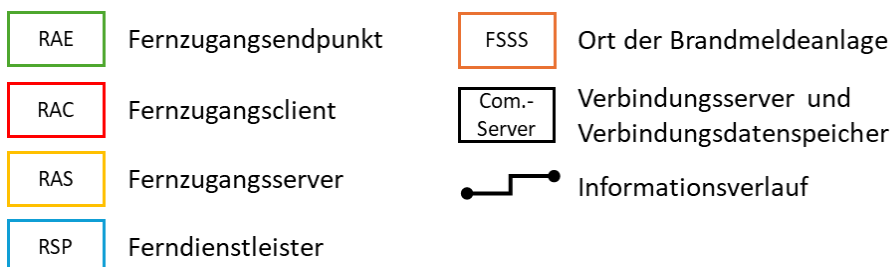 RAE Fernzugangsendpunkt
RAC Fernzugangsclient
RAS Fernzugangsserver
RSP Ferndienstleister
FSSS Ort der Brandmeldeanlage
Com.-
Server
Verbindungsserver und
Verbindungsdatenspeicher
Informationsverlauf